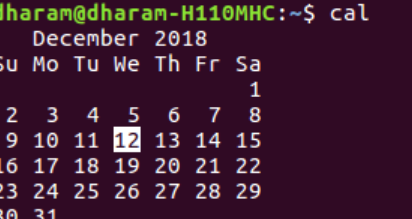 dharam@dharam-H110MHC:~$ cal
December 2018
Su Mo Tu We Th Fr Sa
1
2 3 4 5 6 7 8
9 10 11 12 13 14 15
16 17 18 19 20 21 22
23 24 25 26 27 28 29
30 31